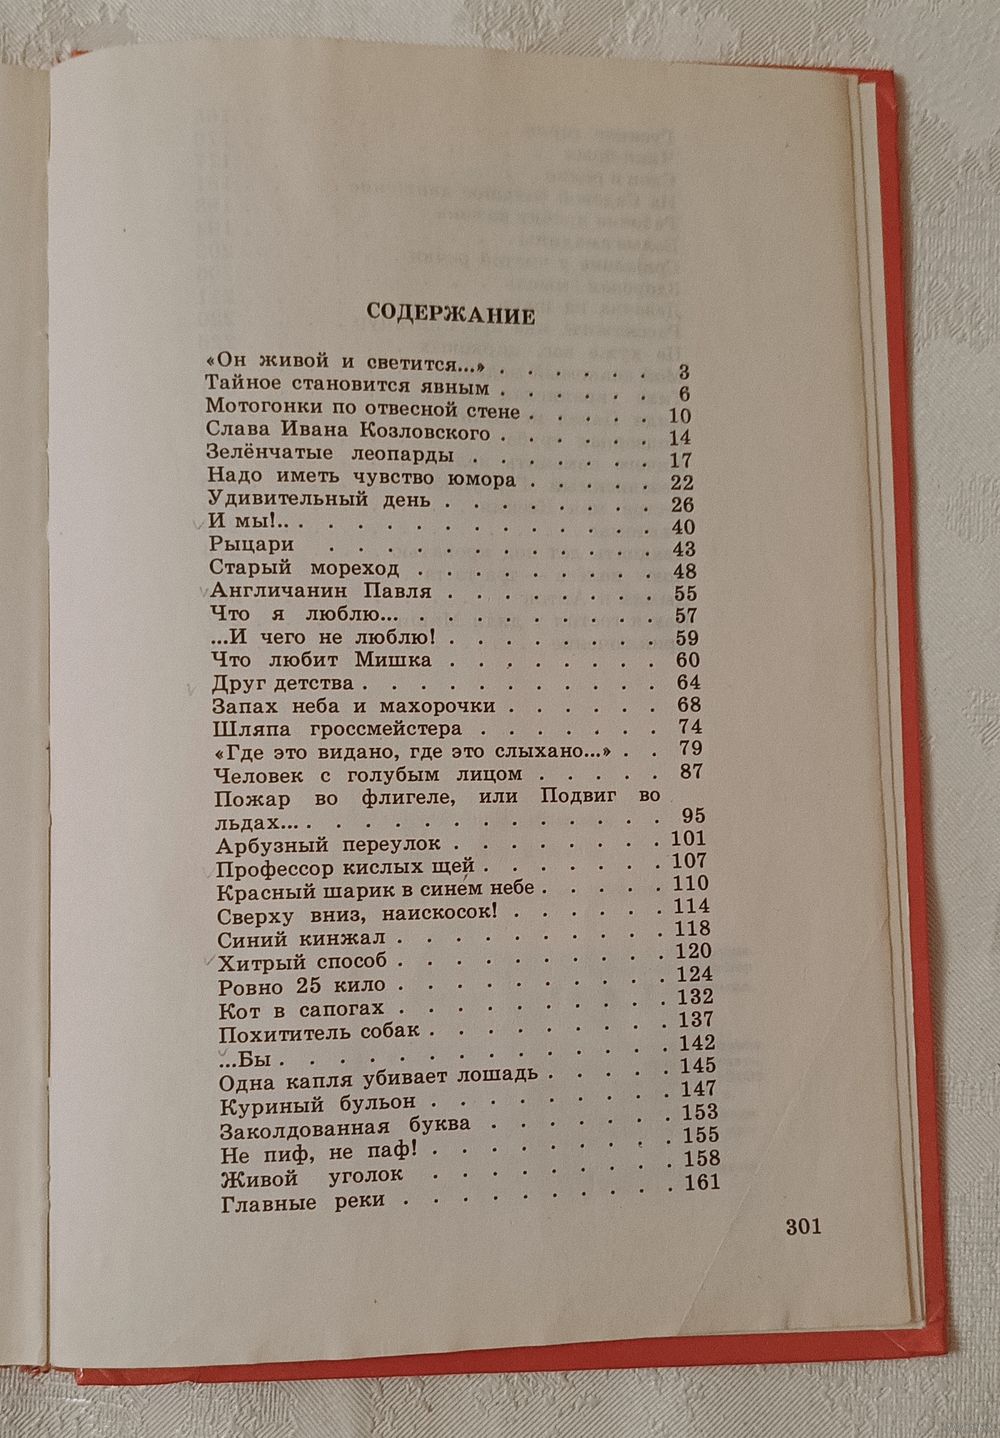 СОДЕРЖАНИЕ
«Он живой и светится...» . . . . . . 3
Тайное становится явным . . . . . . 6
Мотогонки по отвесной стене . . . . . 10
Слава Ивана Козловского . . . . . . 14
Зелёнчатые леопарды . . . . . . . 17
Надо иметь чувство юмора . . . . . 22
Удивительный день . . . . . . . . 26
И мы!.. . . . . . . . . . . . . . 40
Рыцари . . . . . . . . . . . . 43
Старый мореход . . . . . . . . . 48
Англичанин Павля . . . . . . . . 55
Что я люблю... . . . . . . . . . 57
...И чего не люблю! . . . . . . . . 59
Что любит Мишка . . . . . . . . 60
Друг детства . . . . . . . . . . . 64
Запах неба и махорочки . . . . . . 68
Шляпа гроссмейстера . . . . . . . 74
«Где это видано, где это слыхано...» . . 79
Человек с голубым лицом . . . . . 87
Пожар во флигеле, или Подвиг во
льдах... . . . . . . . . . . . . . 95
Арбузный переулок . . . . . . . . 101
Профессор кислых щей . . . . . . . 107
Красный шарик в синем небе . . . . . 110
Сверху вниз, наискосок! . . . . . . 114
Синий кинжал . . . . . . . . . . 118
Хитрый способ . . . . . . . . . . 120
Ровно 25 кило . . . . . . . . . . 124
Кот в сапогах . . . . . . . . . . 132
Похититель собак . . . . . . . . . 137
...Бы . . . . . . . . . . . . . . 142
Одна капля убивает лошадь . . . . . 145
Куриный бульон . . . . . . . . . 147
Заколдованная буква . . . . . . . 153
Не пиф, не паф! . . . . . . . . . 155
Живой уголок . . . . . . . . . 158
Главные реки . . . . . . . . . . 161
301